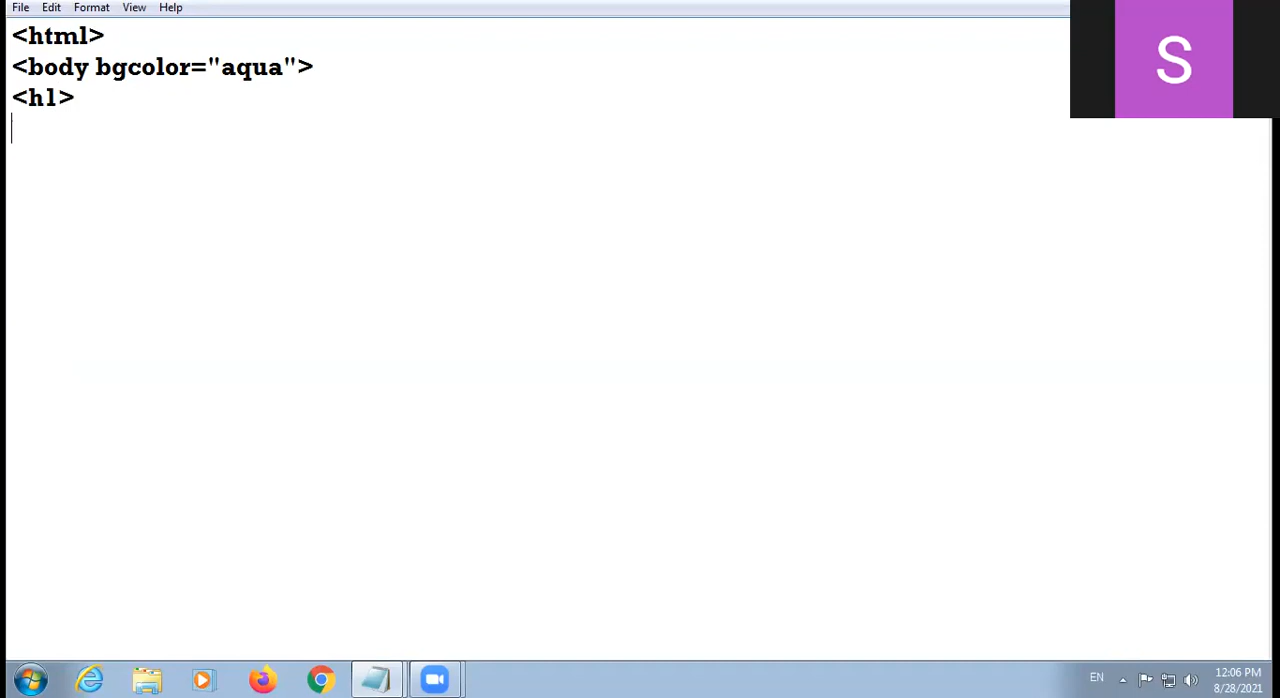 File Edit Format View Help
<html>
<body bgcolor="aqua">
<h1>
S
EN
12:06 PM
8/28/2021